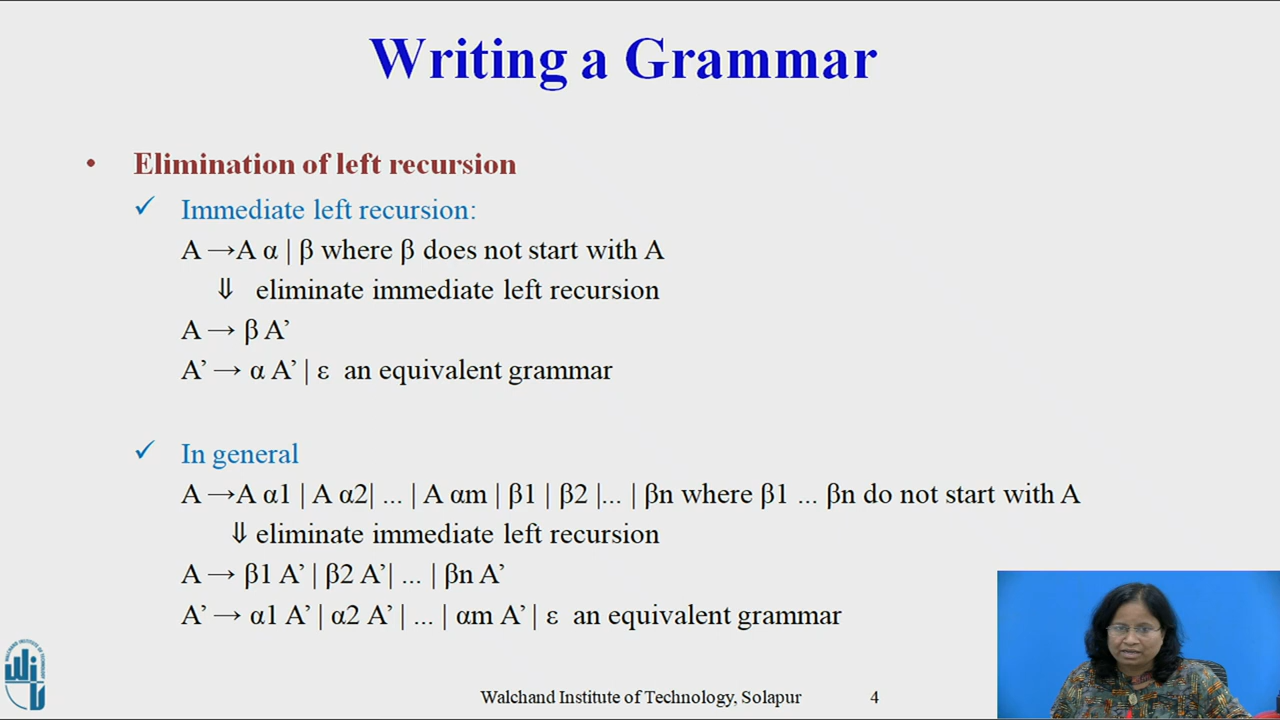 Writing a Grammar
• Elimination of left recursion
✓ Immediate left recursion:
A →A α | β where β does not start with A
⇓ eliminate immediate left recursion
A → β A’
A’ → α A’ | ε an equivalent grammar
✓ In general
A →A α1 | A α2| ... | A αm | β1 | β2 |... | βn where β1 ... βn do not start with A
⇓ eliminate immediate left recursion
A → β1 A’ | β2 A’| ... | βn A’
A’ → α1 A’ | α2 A’ | ... | αm A’ | ε an equivalent grammar
Walchand Institute of Technology, Solapur 4